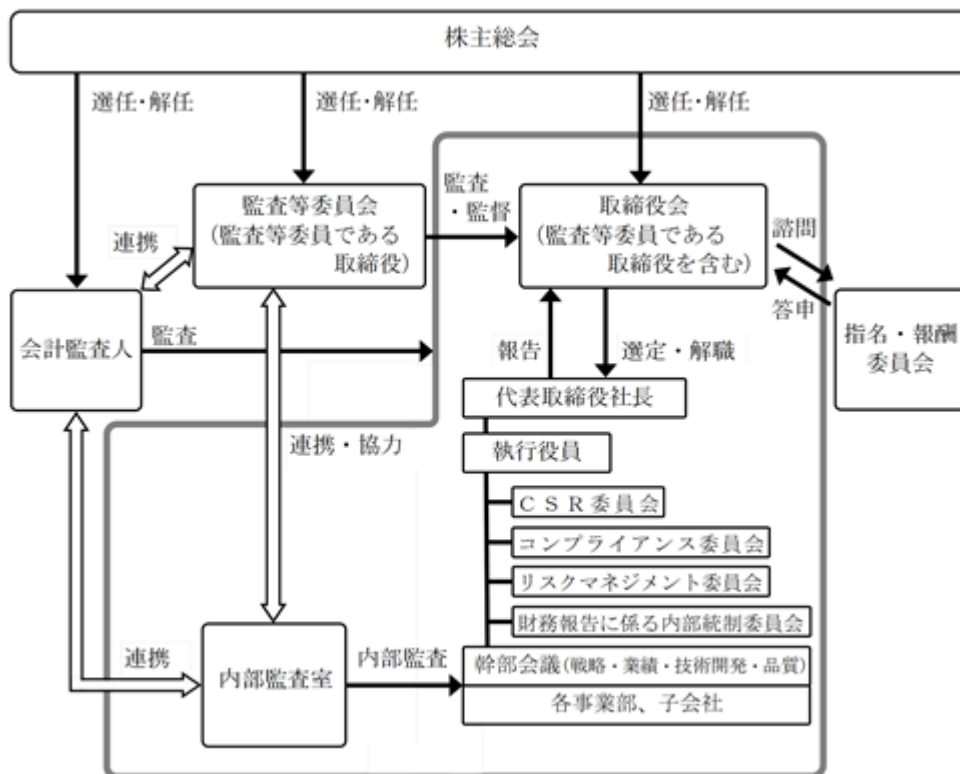 株主総会
選任・解任
選任・解任
選任・解任
監査等委員会
(監査等委員である
取締役)
監査
・監督
取締役会
(監査等委員である
取締役を含む)
諮問
答申
連携
会計監査人
監査
指名・報酬
委員会
報告
選定・解職
代表取締役社長
連携・協力
執行役員
CSR委員会
コンプライアンス委員会
リスクマネジメント委員会
財務報告に係る内部統制委員会
連携
内部監査室
内部監査
幹部会議(戦略・業績・技術開発・品質)
各事業部、子会社